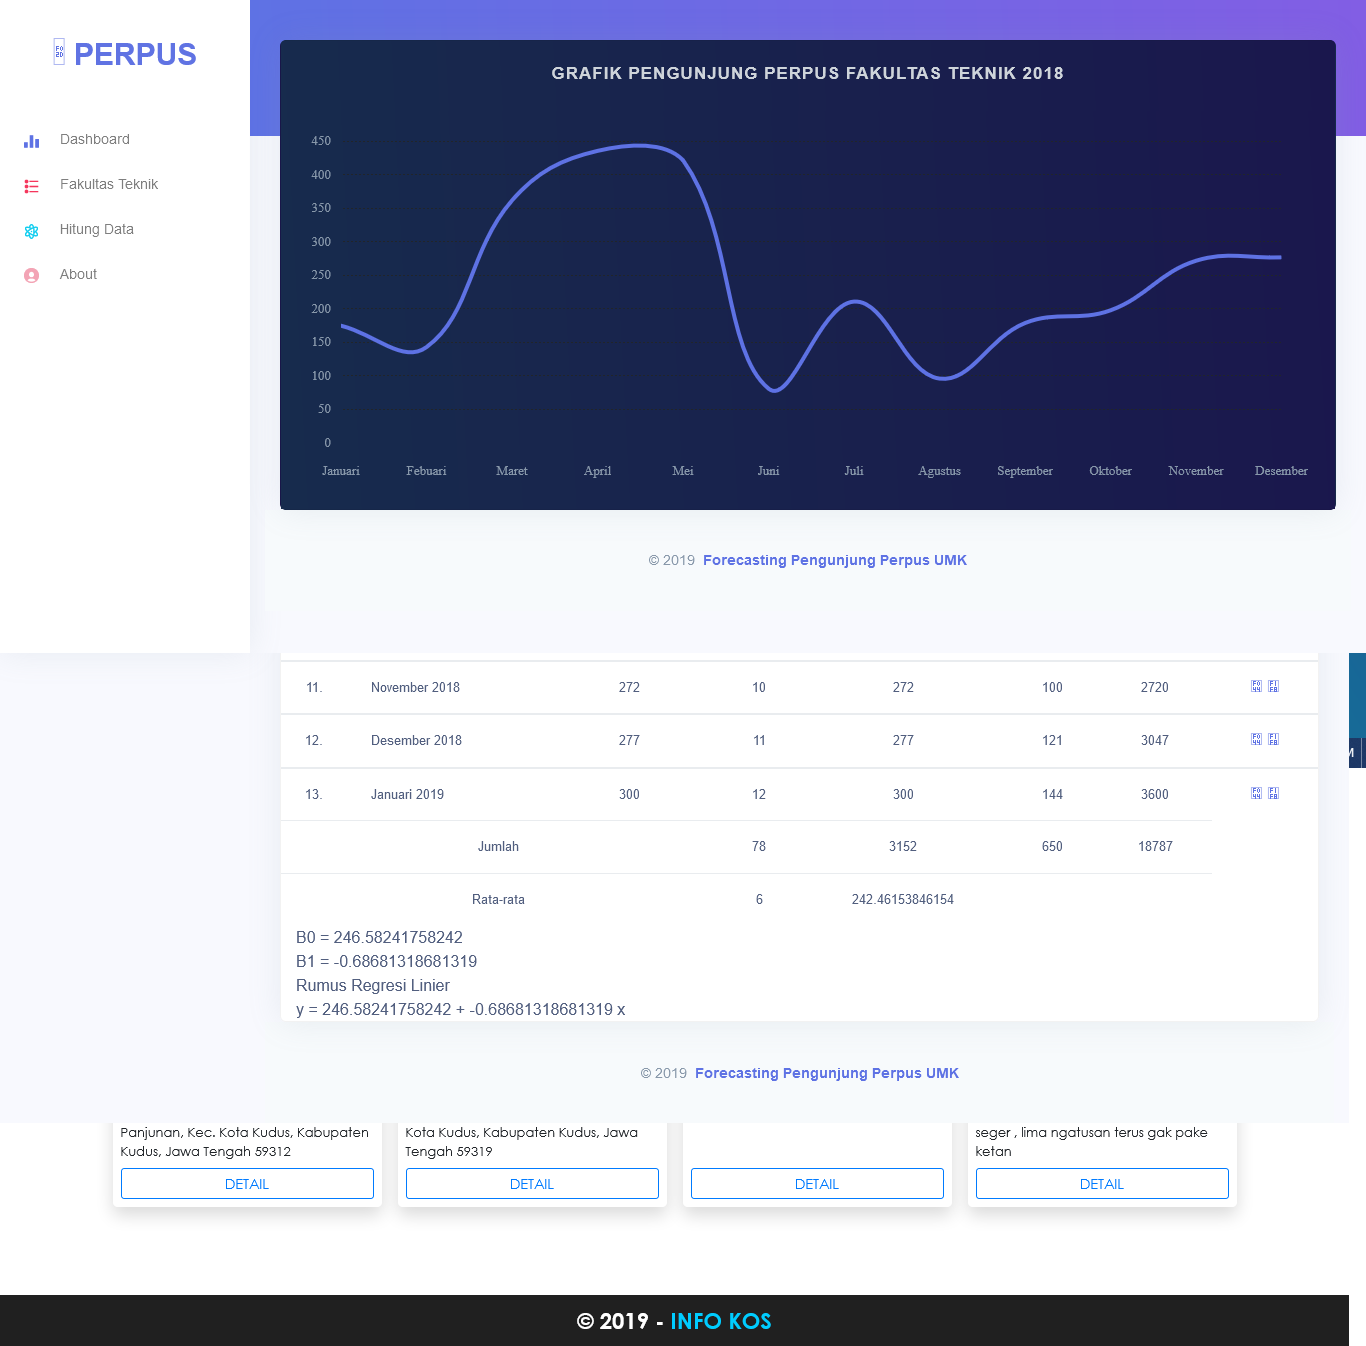 PERPUS
Dashboard
Fakultas Teknik
Hitung Data
About
GRAFIK PENGUNJUNG PERPUS FAKULTAS TEKNIK 2018
450
400
350
300
250
200
150
100
50
0
Januari Febuari Maret April Mei Juni Juli Agustus September Oktober November Desember
© 2019 Forecasting Pengunjung Perpus UMK
11. November 2018 272 10 272 100 2720
12. Desember 2018 277 11 277 121 3047
13. Januari 2019 300 12 300 144 3600
Jumlah 78 3152 650 18787
Rata-rata 6 242.46153846154
B0 = 246.58241758242
B1 = -0.68681318681319
Rumus Regresi Linier
y = 246.58241758242 + -0.68681318681319 x
© 2019 Forecasting Pengunjung Perpus UMK
Panjunan, Kec. Kota Kudus, Kabupaten
Kudus, Jawa Tengah 59312
DETAIL
Kota Kudus, Kabupaten Kudus, Jawa
Tengah 59319
DETAIL
DETAIL
seger , lima ngatusan terus gak pake
ketan
DETAIL
© 2019 - INFO KOS